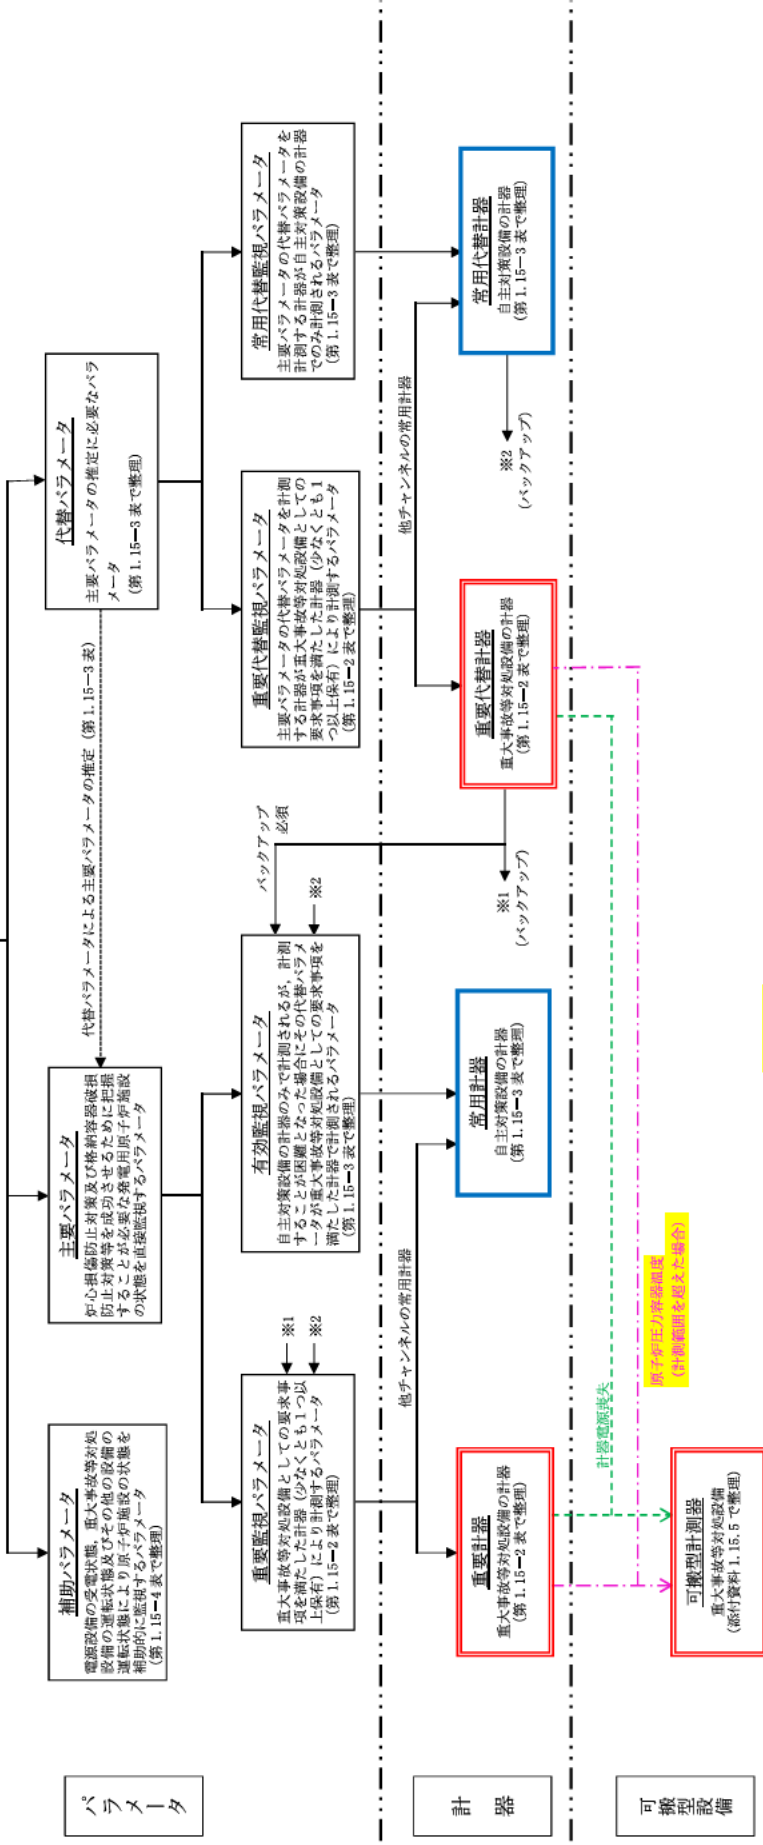 パラメータ
補助パラメータ
電源設備の受電状態，重大事故等対処
設備の運転状態及びその他の設備の
運転状態により原子炉施設の状態を
補助的に監視するパラメータ
(第 1.15－4 表で整理)
主要パラメータ
炉心損傷防止対策及び格納容器破損
防止対策等を成功させるために把握
することが必要な発電用原子炉施設
の状態を直接監視するパラメータ
代替パラメータによる主要パラメータの推定 (第 1.15－3 表)
代替パラメータ
主要パラメータの推定に必要なパラ
メータ
(第 1.15－3 表で整理)
重要監視パラメータ
重大事故等対処設備としての要求事
項を満たした計器 (少なくとも1つ以
上保有) により計測するパラメータ
(第 1.15－2 表で整理)
※1
※2
有効監視パラメータ
自主対策設備の計器のみで計測されるが，計測
することが困難となった場合にその代替パラメ
ータが重大事故等対処設備としての要求事項を
満たした計器で計測されるパラメータ
(第 1.15－3 表で整理)
バックアップ
必須
※2
重要代替監視パラメータ
主要パラメータの代替パラメータを計測
する計器が重大事故等対処設備としての
要求事項を満たした計器 (少なくとも1
つ以上保有) により計測するパラメータ
(第 1.15－2 表で整理)
常用代替監視パラメータ
主要パラメータの代替パラメータを
計測する計器が自主対策設備の計器
でのみ計測されるパラメータ
(第 1.15－3 表で整理)
計器
他チャンネルの常用計器
重要計器
重大事故等対処設備の計器
(第 1.15－2 表で整理)
常用計器
自主対策設備の計器
(第 1.15－3 表で整理)
※1
(バックアップ)
他チャンネルの常用計器
重要代替計器
重大事故等対処設備の計器
(第 1.15－2 表で整理)
※2
(バックアップ)
常用代替計器
自主対策設備の計器
(第 1.15－3 表で整理)
可搬型設備
計器電源喪失
原子炉圧力容器温度
(計測範囲を超えた場合)
可搬型計測器
重大事故等対処設備
(添付資料 1.15.5 で整理)